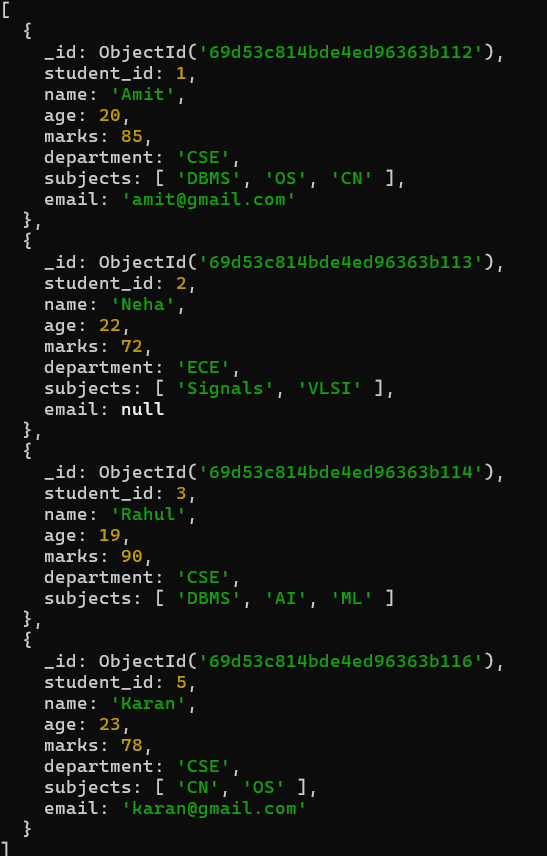 [
  {
    _id: ObjectId('69d53c814bde4ed96363b112'),
    student_id: 1,
    name: 'Amit',
    age: 20,
    marks: 85,
    department: 'CSE',
    subjects: [ 'DBMS', 'OS', 'CN' ],
    email: 'amit@gmail.com'
  },
  {
    _id: ObjectId('69d53c814bde4ed96363b113'),
    student_id: 2,
    name: 'Neha',
    age: 22,
    marks: 72,
    department: 'ECE',
    subjects: [ 'Signals', 'VLSI' ],
    email: null
  },
  {
    _id: ObjectId('69d53c814bde4ed96363b114'),
    student_id: 3,
    name: 'Rahul',
    age: 19,
    marks: 90,
    department: 'CSE',
    subjects: [ 'DBMS', 'AI', 'ML' ]
  },
  {
    _id: ObjectId('69d53c814bde4ed96363b116'),
    student_id: 5,
    name: 'Karan',
    age: 23,
    marks: 78,
    department: 'CSE',
    subjects: [ 'CN', 'OS' ],
    email: 'karan@gmail.com'
  }
]